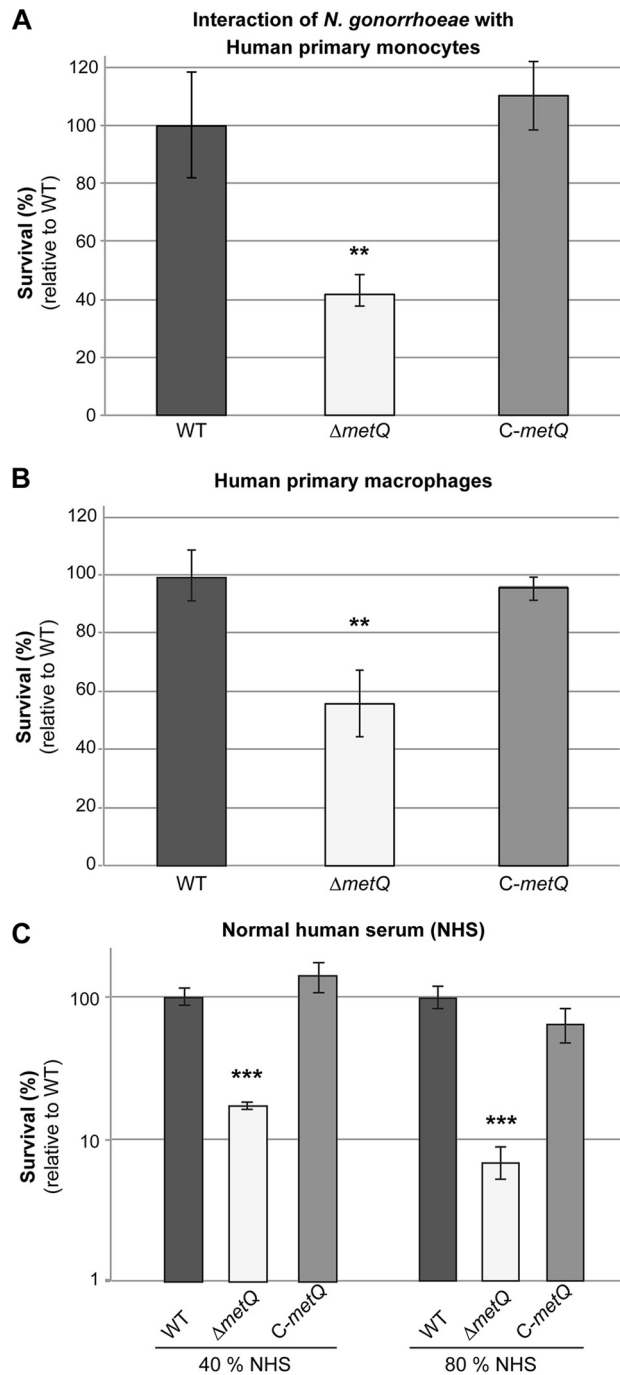 A
Interaction of N. gonorrhoeae with
Human primary monocytes
Survival (%)
(relative to WT)
120
100
80
60
40
20
0
**
WT
ΔmetQ
C-metQ
B
Human primary macrophages
Survival (%)
(relative to WT)
120
100
80
60
40
20
0
**
WT
ΔmetQ
C-metQ
C
Normal human serum (NHS)
Survival (%)
(relative to WT)
100
10
1
***
***
WT
ΔmetQ
C-metQ
WT
ΔmetQ
C-metQ
40 % NHS
80 % NHS